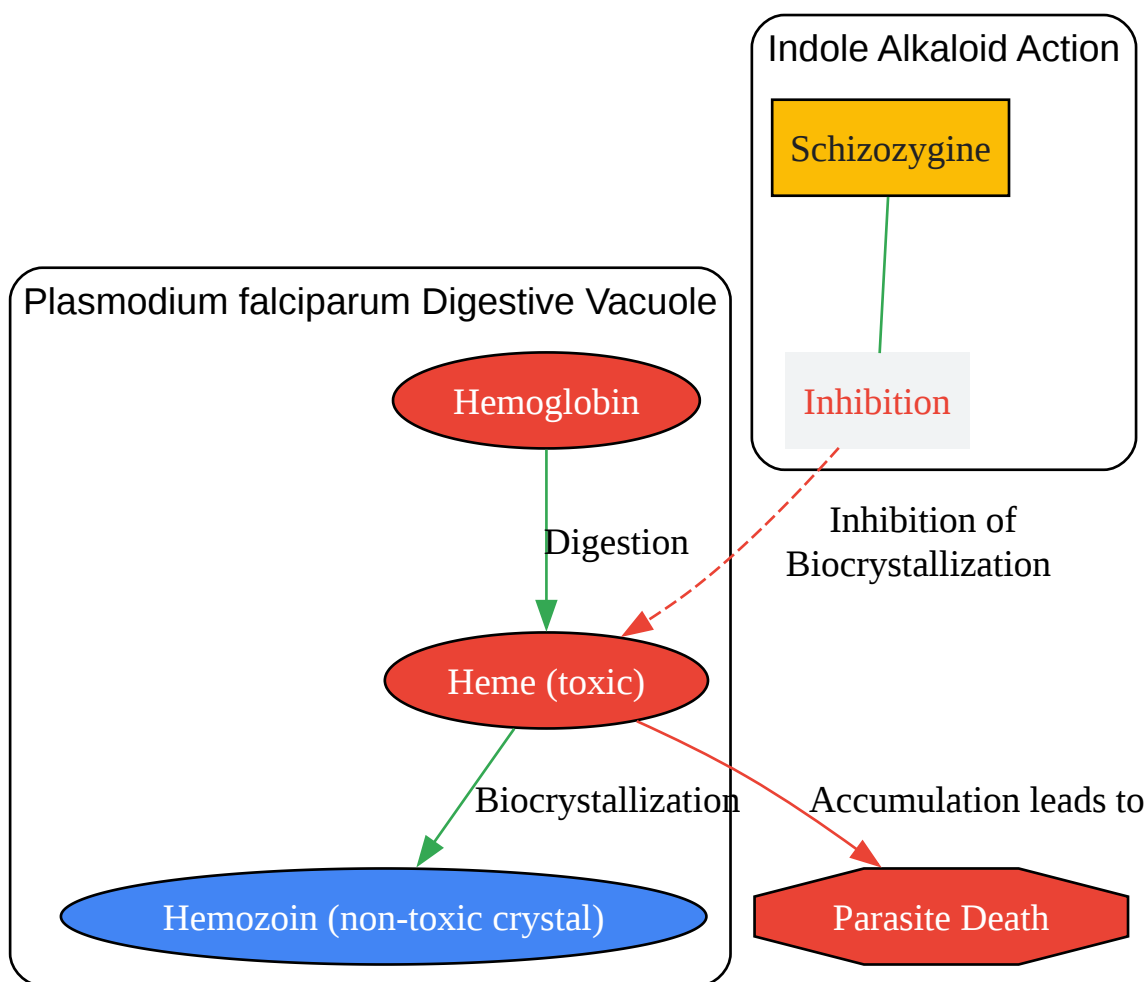 Indole Alkaloid Action
Schizozygine
Plasmodium falciparum Digestive Vacuole
Hemoglobin
Inhibition
Digestion
Inhibition of
Biocrystallization
Heme (toxic)
Biocrystallization
Accumulation leads to
Hemozoin (non-toxic crystal)
Parasite Death